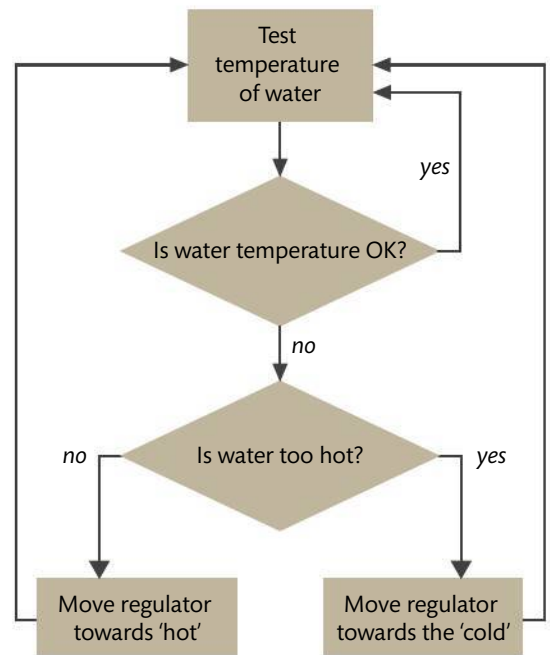 Test
temperature
of water
yes
Is water temperature OK?
no
Is water too hot?
no
yes
Move regulator
towards 'hot'
Move regulator
towards the 'cold'